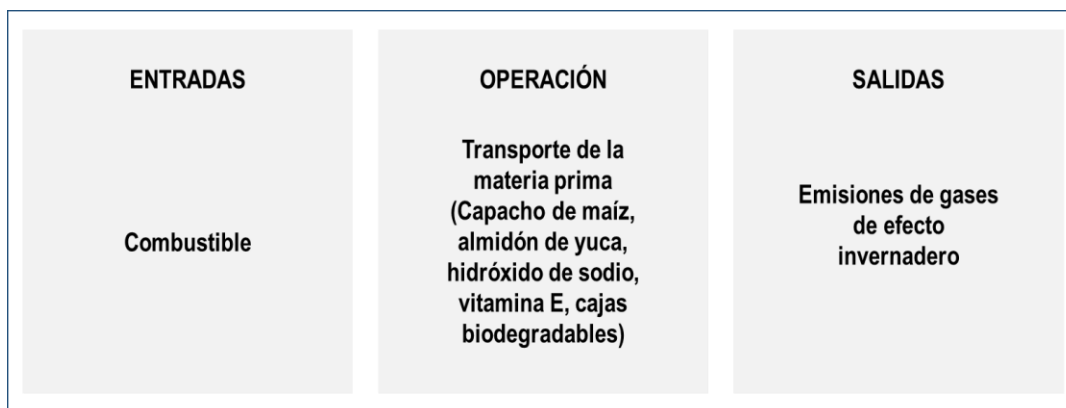 ENTRADAS
Combustible
OPERACIÓN
Transporte de la
materia prima
(Capacho de maíz,
almidón de yuca,
hidróxido de sodio,
vitamina E, cajas
biodegradables)
SALIDAS
Emisiones de gases
de efecto
invernadero